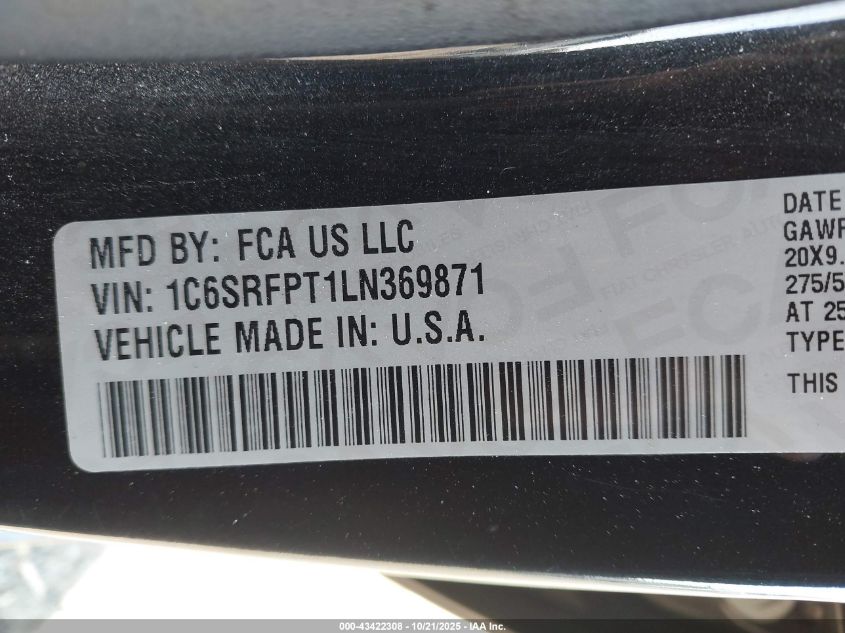 MFD BY: FCA US LLC
VIN: 1C6SRFPT1LN369871
VEHICLE MADE IN: U.S.A.
DATE
GAWR
20X9.
275/5
AT 25
TYPE
THIS
000-43422308 - 10/21/2025 - IAA Inc.